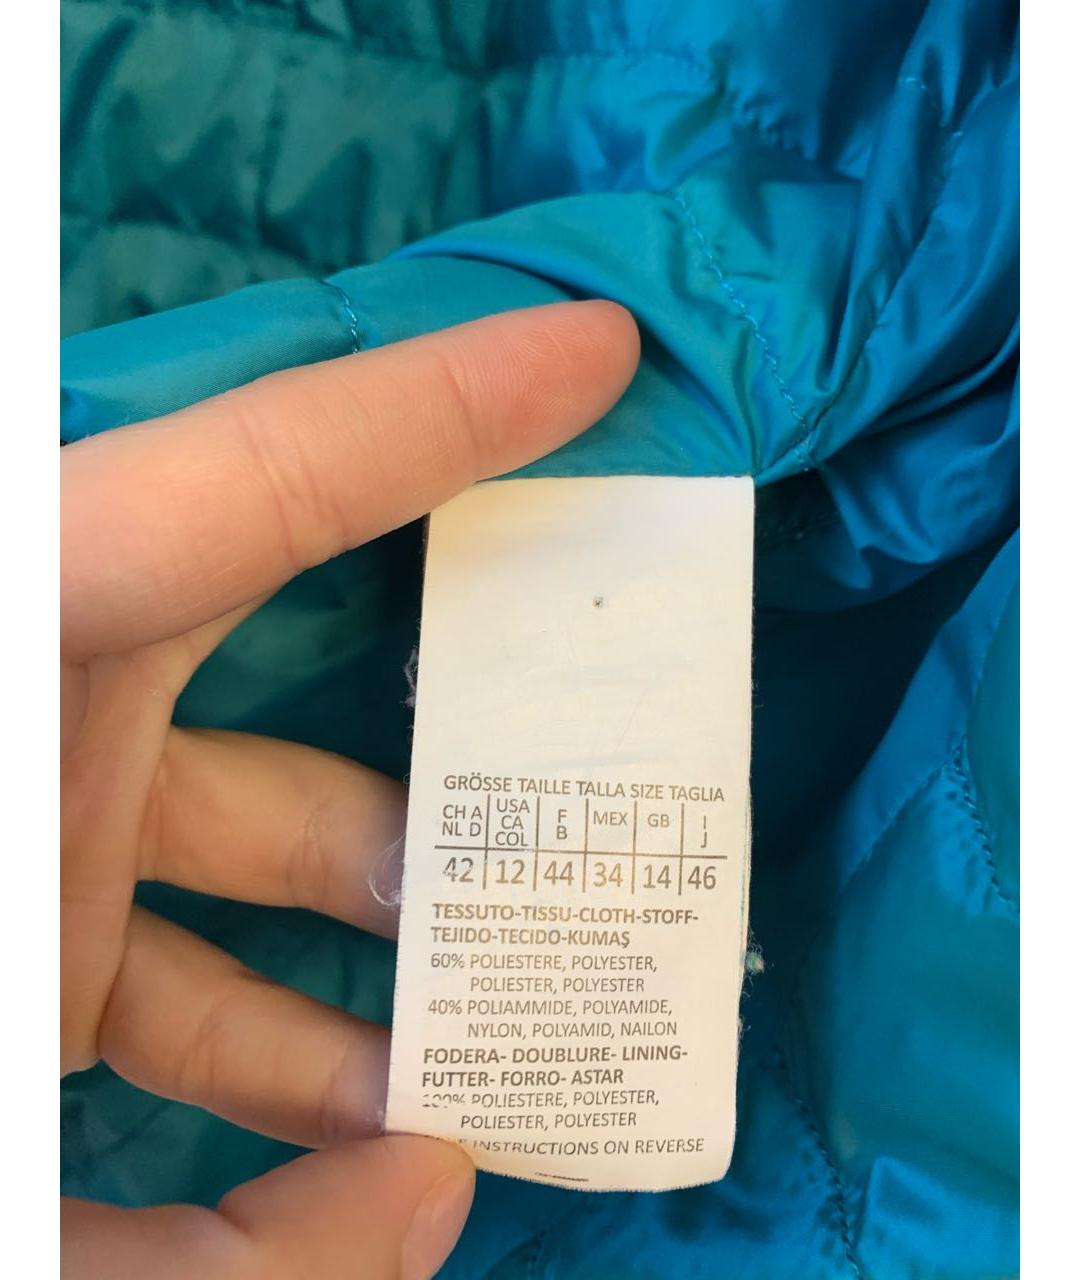 GRÖSSE TAILLE TALLA SIZE TAGLIA
CH A NL D | USA CA COL | F B | MEX | GB | I J
42 | 12 | 44 | 34 | 14 | 46
TESSUTO-TISSU-CLOTH-STOFF-
TEJIDO-TECIDO-KUMAŞ
60% POLIESTERE, POLYESTER,
POLIESTER, POLYESTER
40% POLIAMMIDE, POLYAMIDE,
NYLON, POLYAMID, NAILON
FODERA- DOUBLURE- LINING-
FUTTER- FORRO- ASTAR
100% POLIESTERE, POLYESTER,
POLIESTER, POLYESTER
INSTRUCTIONS ON REVERSE